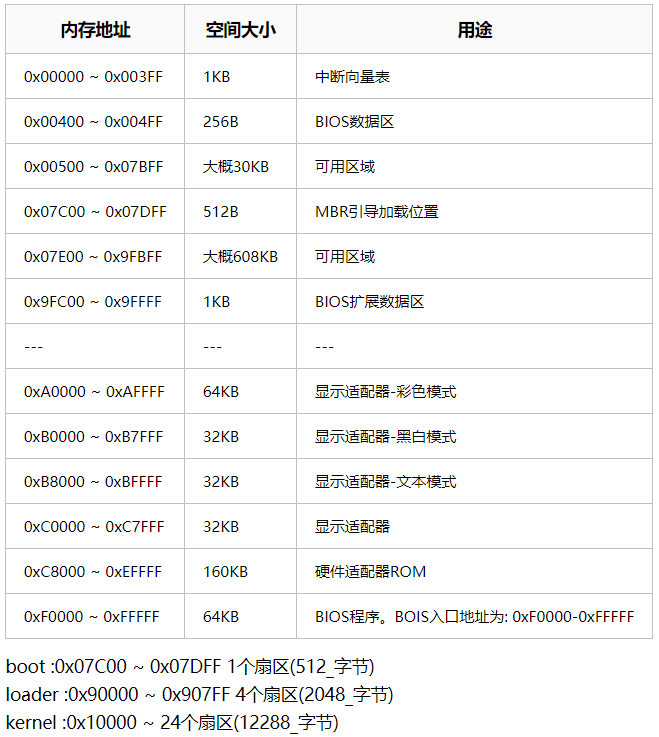 内存地址 空间大小 用途
0x00000 ~ 0x003FF 1KB 中断向量表
0x00400 ~ 0x004FF 256B BIOS数据区
0x00500 ~ 0x07BFF 大概30KB 可用区域
0x07C00 ~ 0x07DFF 512B MBR引导加载位置
0x07E00 ~ 0x9FBFF 大概608KB 可用区域
0x9FC00 ~ 0x9FFFF 1KB BIOS扩展数据区
--- --- ---
0xA0000 ~ 0xAFFFF 64KB 显示适配器-彩色模式
0xB0000 ~ 0xB7FFF 32KB 显示适配器-黑白模式
0xB8000 ~ 0xBFFFF 32KB 显示适配器-文本模式
0xC0000 ~ 0xC7FFF 32KB 显示适配器
0xC8000 ~ 0xEFFFF 160KB 硬件适配器ROM
0xF0000 ~ 0xFFFFF 64KB BIOS程序。BOIS入口地址为: 0xF0000-0xFFFFF
boot :0x07C00 ~ 0x07DFF 1个扇区(512_字节)
loader :0x90000 ~ 0x907FF 4个扇区(2048_字节)
kernel :0x10000 ~ 24个扇区(12288_字节)